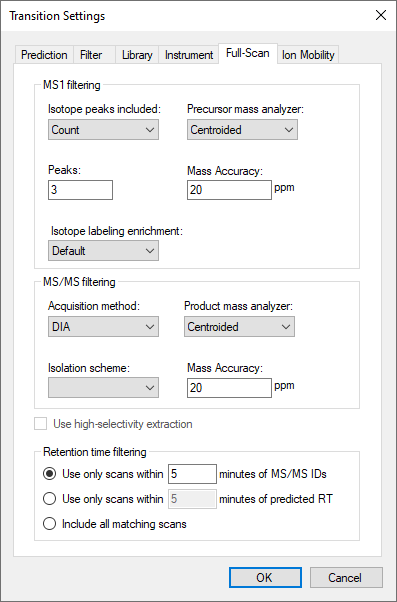 Transition Settings
Prediction Filter Library Instrument Full-Scan Ion Mobility
MS1 filtering
Isotope peaks included: Precursor mass analyzer:
Count Centroided
Peaks: Mass Accuracy:
3 20 ppm
Isotope labeling enrichment:
Default
MS/MS filtering
Acquisition method: Product mass analyzer:
DIA Centroided
Isolation scheme: Mass Accuracy:
20 ppm
Use high-selectivity extraction
Retention time filtering
Use only scans within 5 minutes of MS/MS IDs
Use only scans within 5 minutes of predicted RT
Include all matching scans
OK Cancel